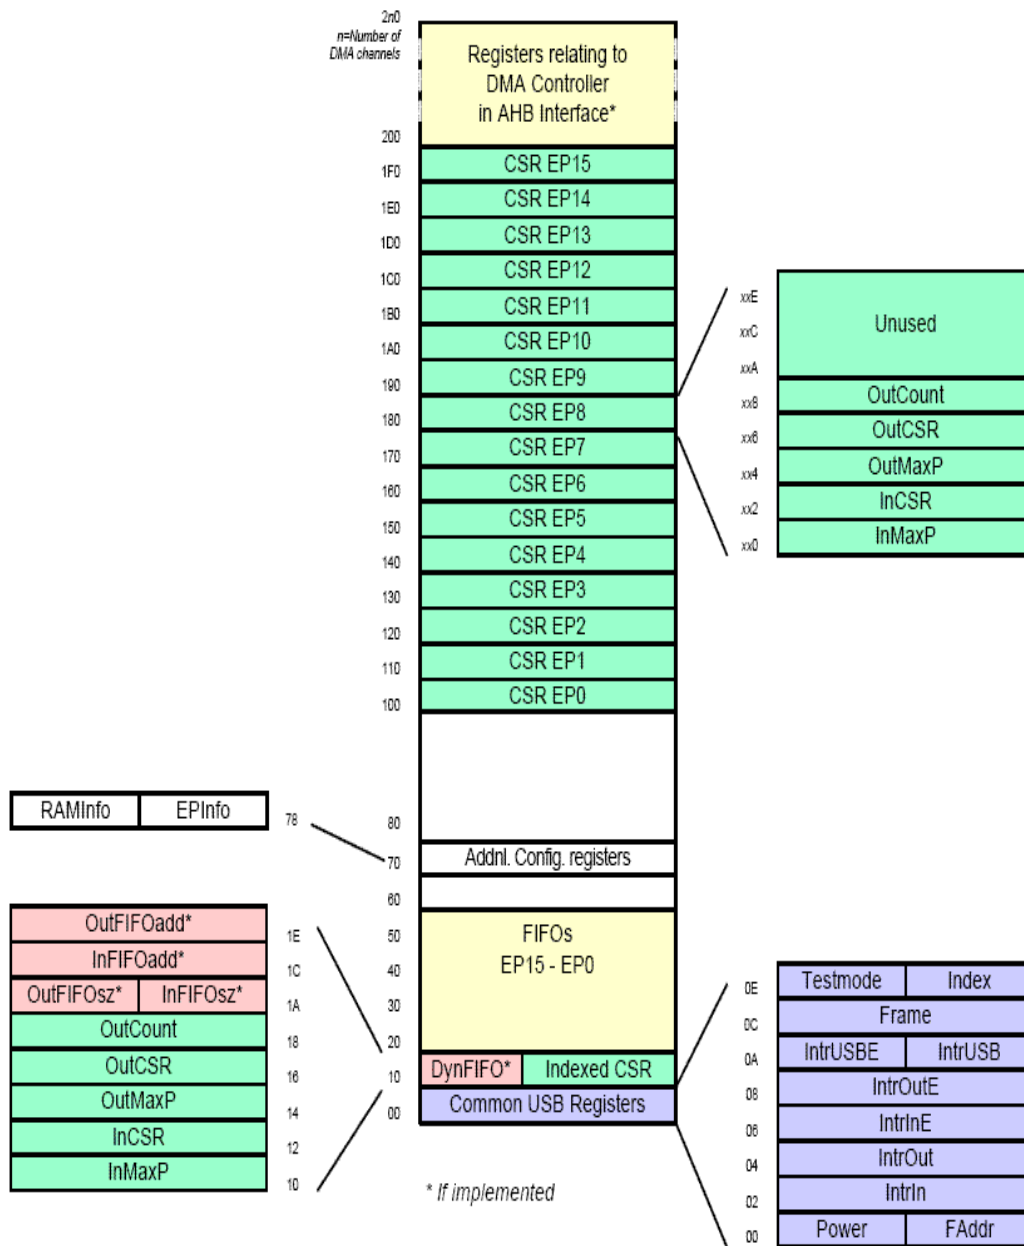 2n0
n=Number of
DMA channels
Registers relating to
DMA Controller
in AHB Interface*
200
CSR EP15
1F0
CSR EP14
1E0
CSR EP13
1D0
CSR EP12
1C0
CSR EP11
1B0
CSR EP10
1A0
CSR EP9
190
CSR EP8
180
CSR EP7
170
CSR EP6
160
CSR EP5
150
CSR EP4
140
CSR EP3
130
CSR EP2
120
CSR EP1
110
CSR EP0
100
xxE
Unused
xxC
xxA
OutCount
xx8
OutCSR
xx6
OutMaxP
xx4
InCSR
xx2
InMaxP
xx0
RAMInfo EPInfo
78
80
Addnl. Config. registers
70
60
FIFOs
50
EP15 - EP0
40
30
20
DynFIFO* Indexed CSR
10
Common USB Registers
00
OutFIFOadd*
1E
InFIFOadd*
1C
OutFIFOsz* InFIFOsz*
1A
OutCount
18
OutCSR
16
OutMaxP
14
InCSR
12
InMaxP
10
Testmode Index
0E
Frame
0C
IntrUSBE IntrUSB
0A
IntrOutE
08
IntrInE
06
IntrOut
04
IntrIn
02
Power FAddr
00
* If implemented